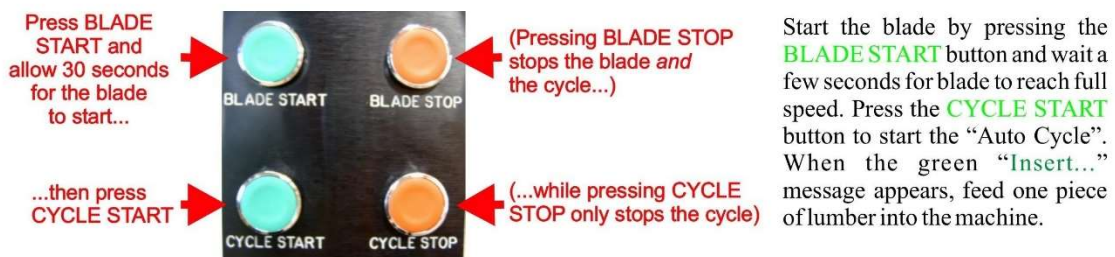 Press BLADE
START and
allow 30 seconds
for the blade
to start...
BLADE START
BLADE STOP
(Pressing BLADE STOP
stops the blade and
the cycle...)
...then press
CYCLE START
CYCLE START
CYCLE STOP
(...while pressing CYCLE
STOP only stops the cycle)
Start the blade by pressing the
BLADE START button and wait a
few seconds for blade to reach full
speed. Press the CYCLE START
button to start the “Auto Cycle”.
When the green “Insert...”
message appears, feed one piece
of lumber into the machine.